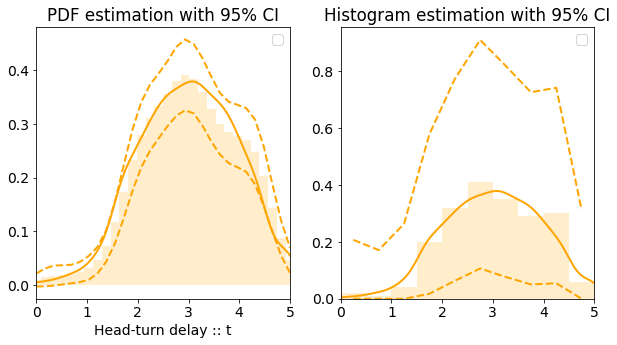 PDF estimation with 95% CI
0.4
0.3
0.2
0.1
0.0
0 1 2 3 4 5
Head-turn delay :: t
Histogram estimation with 95% CI
0.8
0.6
0.4
0.2
0.0
0 1 2 3 4 5